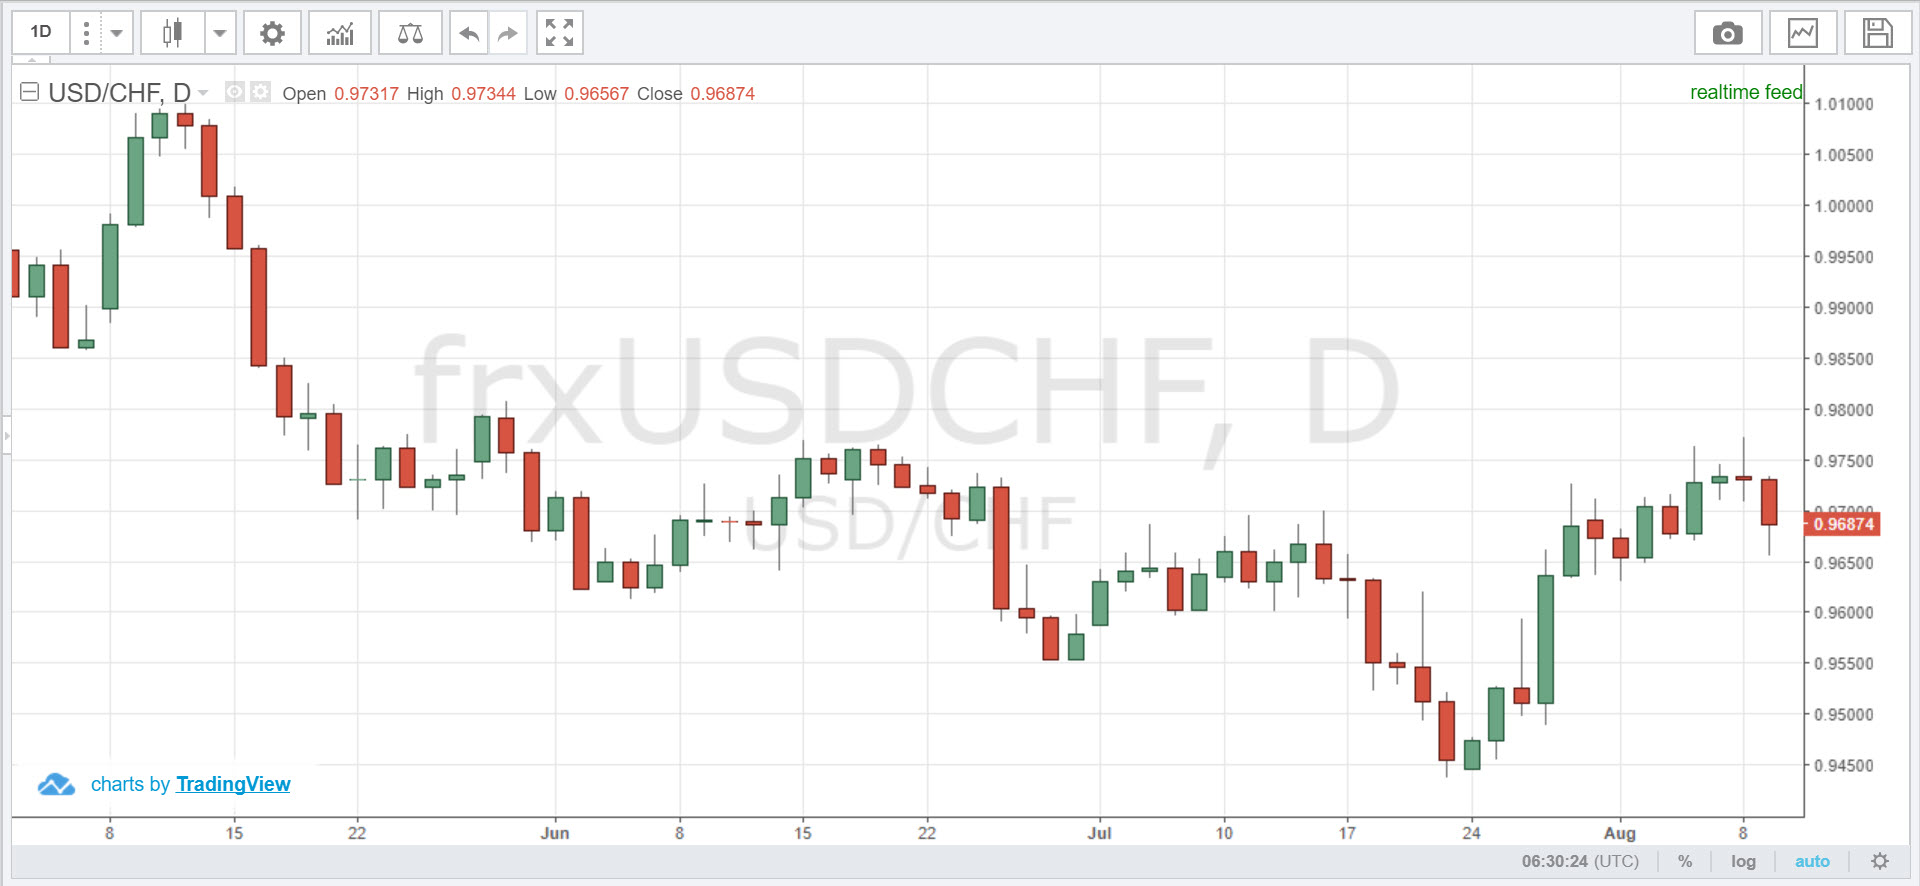 1D
USD/CHF, D Open 0.97317 High 0.97344 Low 0.96567 Close 0.96874
realtime feed
1.01000
1.00500
1.00000
0.99500
0.99000
0.98500
0.98000
0.97500
0.97000
0.96874
0.96500
0.96000
0.95500
0.95000
0.94500
frxUSDCHF, D
USD/CHF
charts by TradingView
8 15 22 Jun 8 15 22 Jul 10 17 24 Aug 8
06:30:24 (UTC) % log auto